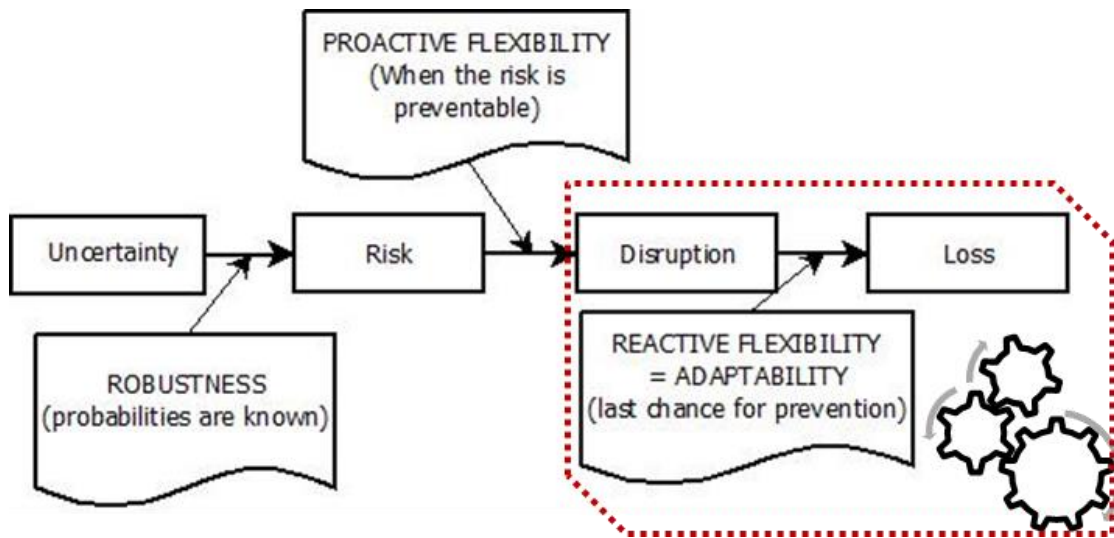 PROACTIVE FLEXIBILITY
(When the risk is
preventable)
Uncertainty
Risk
Disruption
Loss
ROBUSTNESS
(probabilities are known)
REACTIVE FLEXIBILITY
= ADAPTABILITY
(last chance for prevention)